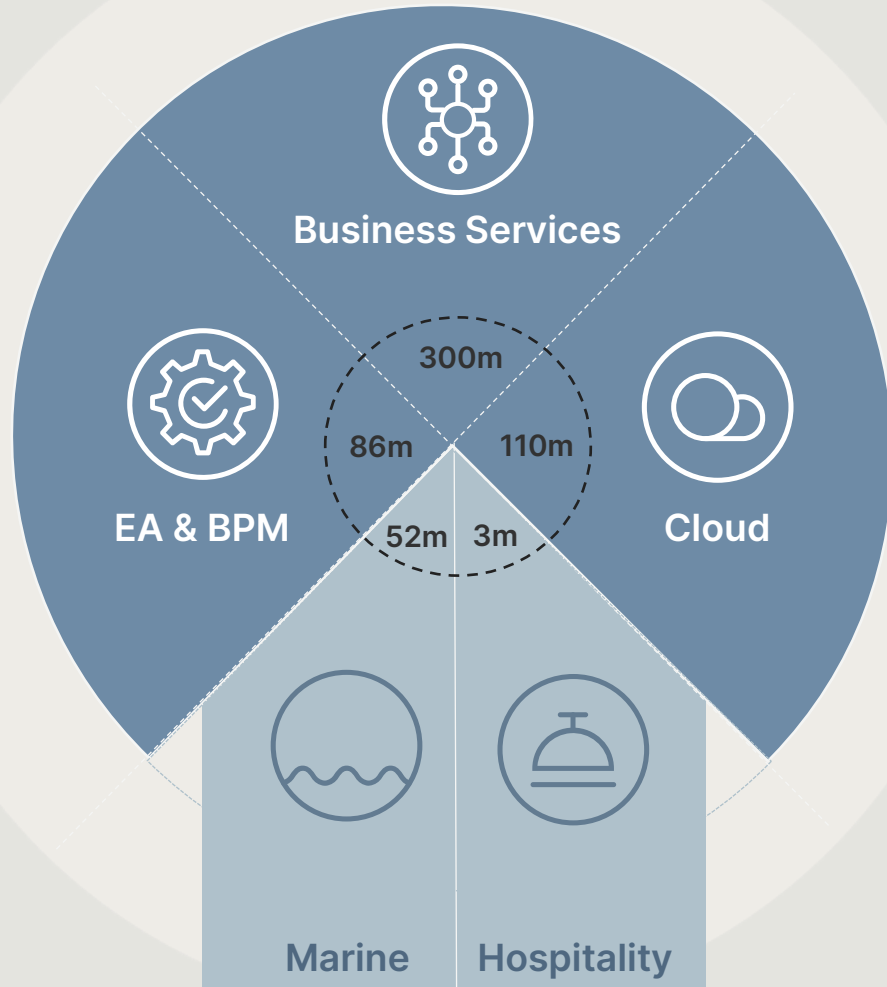 Business Services
300m
86m
110m
EA & BPM
Cloud
52m
3m
Marine
Hospitality